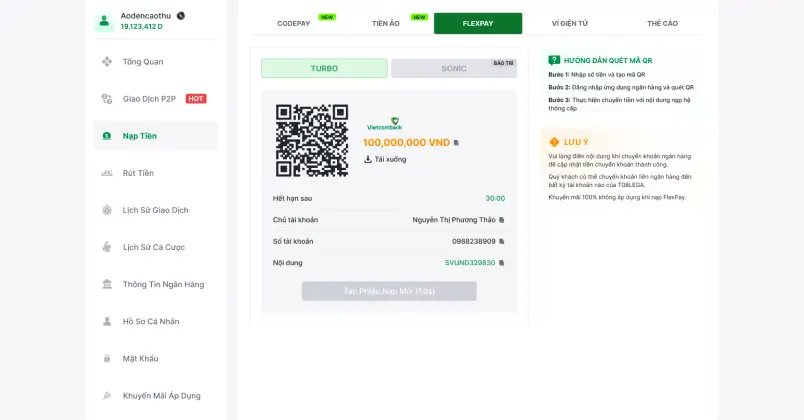 Aodencaothu
19,123,412 D
Tổng Quan
Giao Dịch P2P HOT
Nạp Tiền
Rút Tiền
Lịch Sử Giao Dịch
Lịch Sử Cá Cược
Thông Tin Ngân Hàng
Hồ Sơ Cá Nhân
Mật Khẩu
Khuyến Mãi Áp Dụng
CODEPAY NEW
TIỀN ẢO NEW
FLEXPAY
VÍ ĐIỆN TỬ
THẺ CÀO
TURBO
SONIC BẢO TRÌ
Vietcombank
100,000,000 VND
Tải xuống
Hết hạn sau 30:00
Chủ tài khoản Nguyễn Thị Phương Thảo
Số tài khoản 0988238909
Nội dung SVUND329830
Tạo Phiếu Nạp Mới (60s)
HƯỚNG DẪN QUÉT MÃ QR
Bước 1: Nhập số tiền và tạo mã QR
Bước 2: Đăng nhập ứng dụng ngân hàng và quét QR
Bước 3: Thực hiện chuyển tiền với nội dung nạp hệ
thống cấp
LƯU Ý
Vui lòng điền nội dung khi chuyển khoản ngân hàng
để cập nhật tiền chuyển khoản thành công.
Quý khách có thể chuyển khoản liên ngân hàng đến
bất kỳ tài khoản nào của TO8LEGA.
Khuyến mãi 100% không áp dụng khi nạp FlexPay.